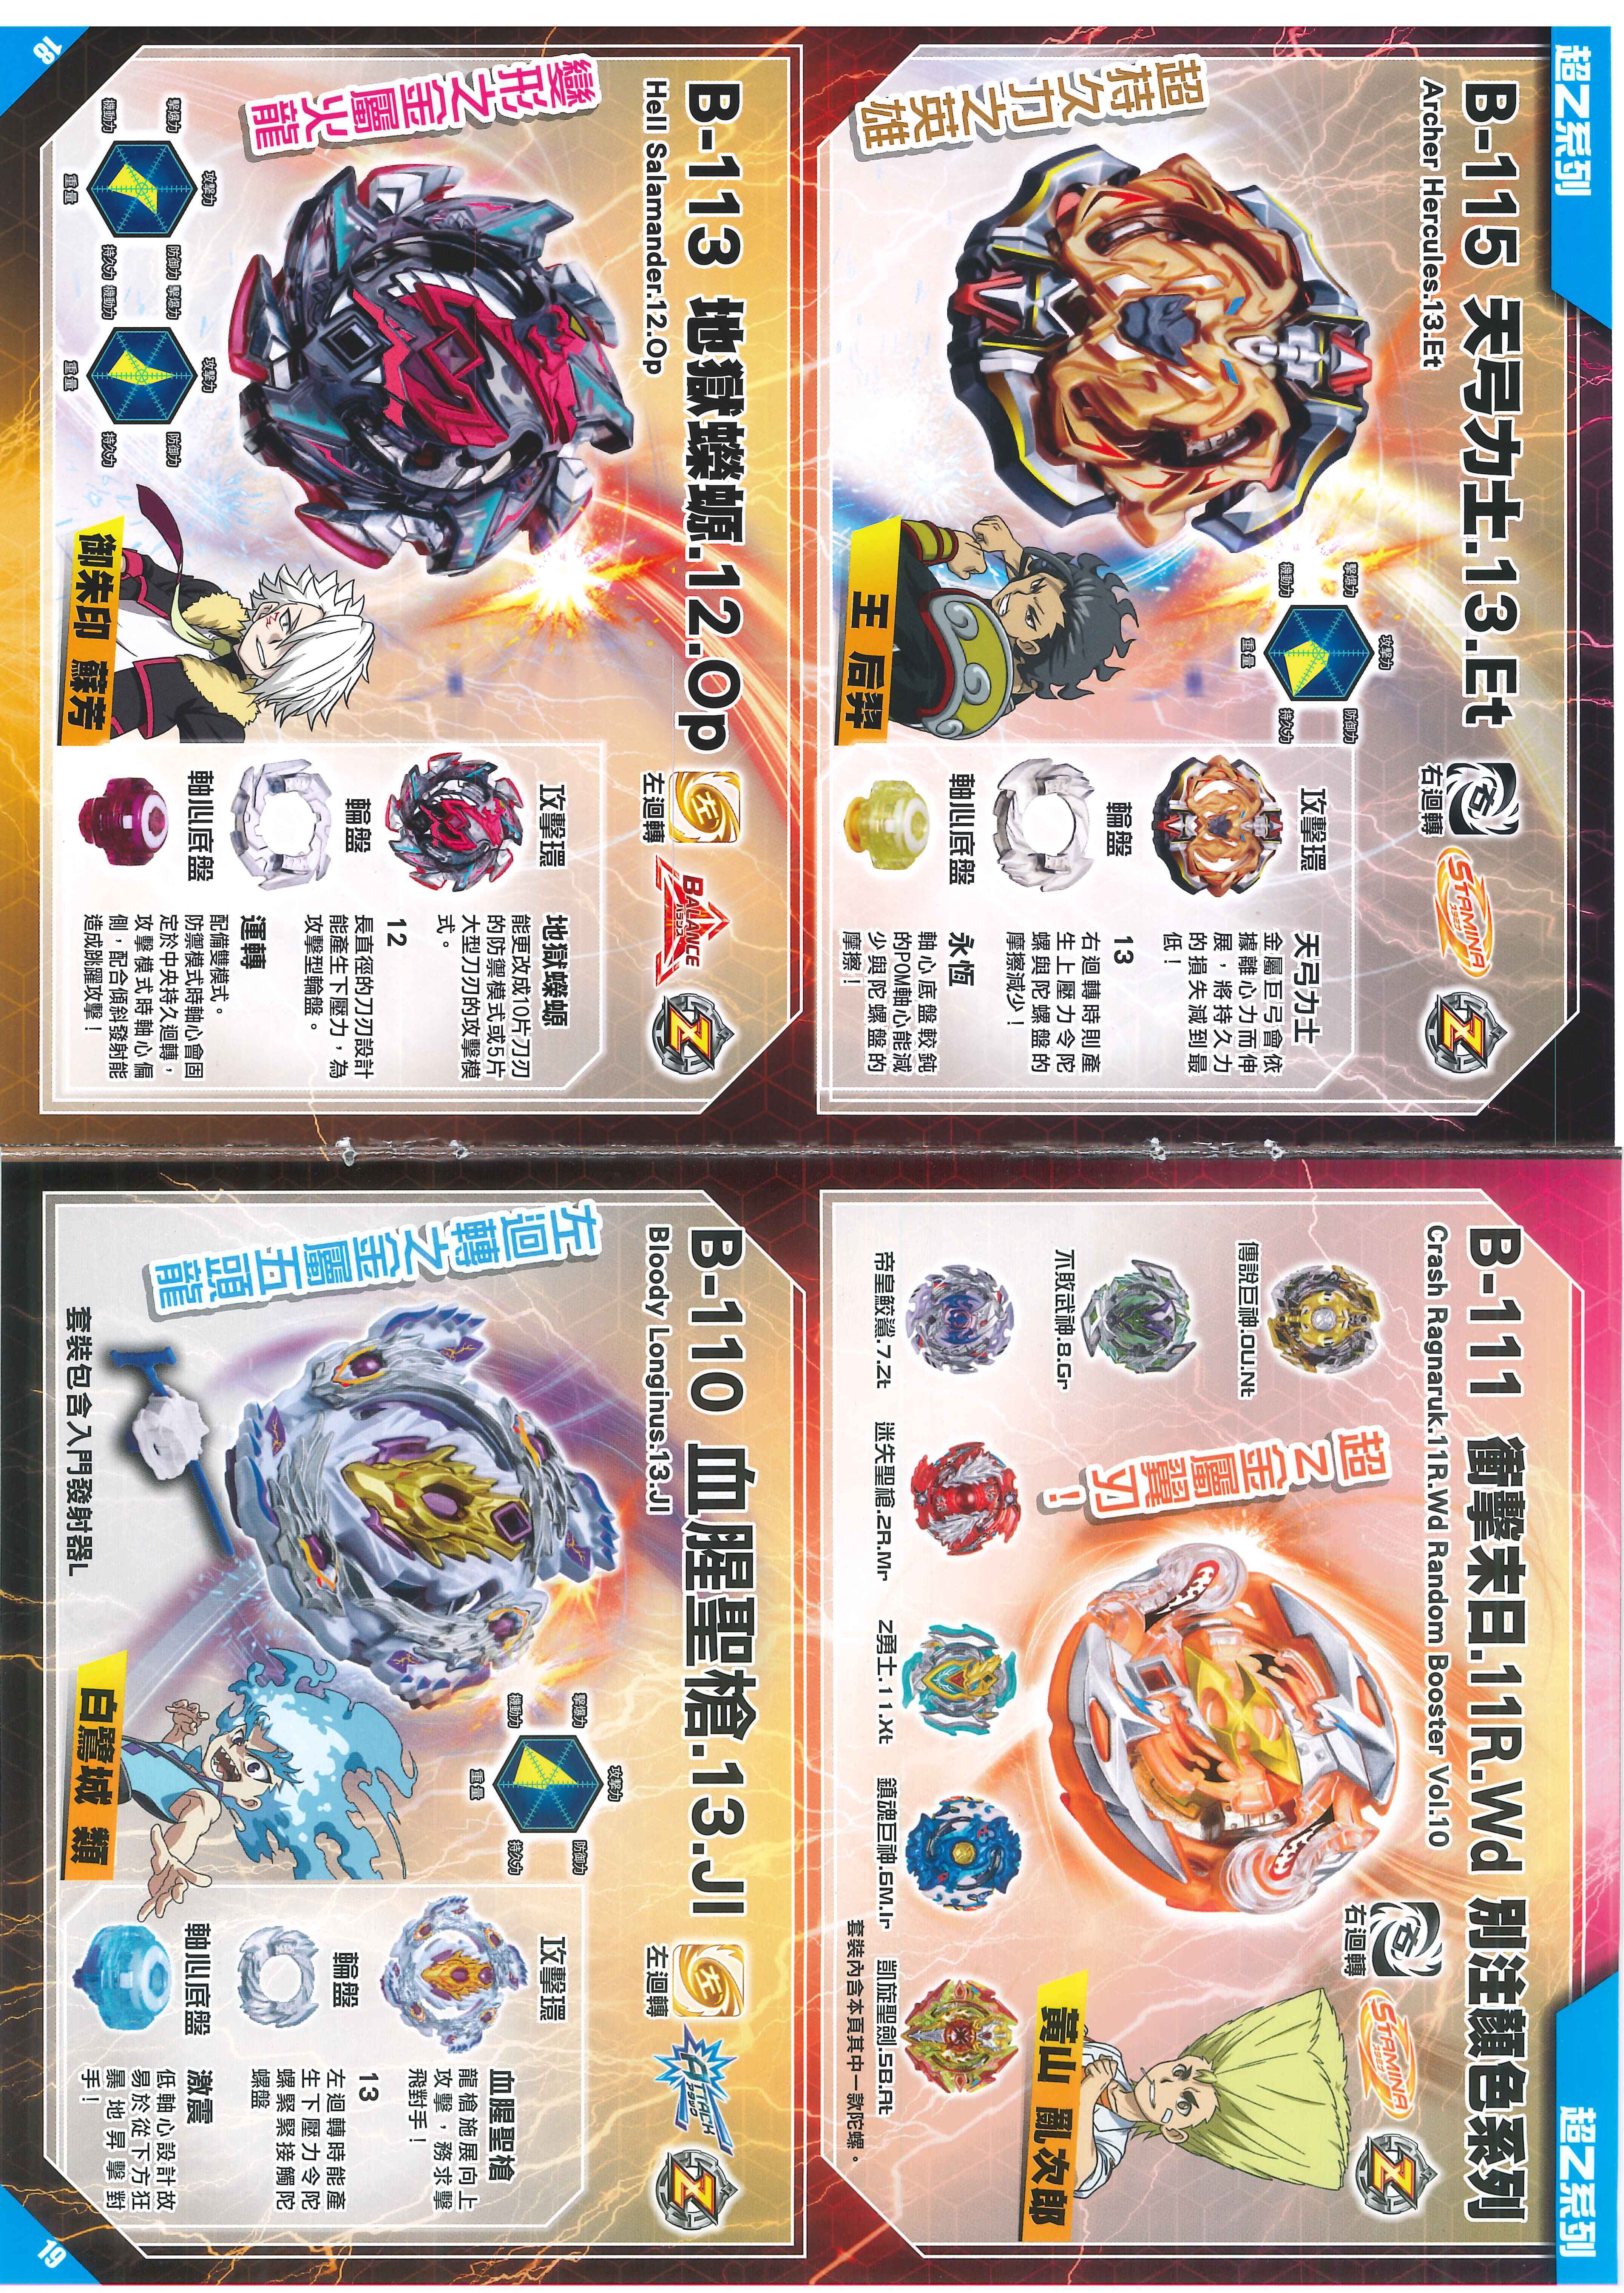 超Z系列
B-115 天弓力士.13.Et
Archer Hercules.13.Et
右
右迴轉
STAMINA
スタミナ
Z
攻擊力
擊爆力
防御力
機動力
持久力
重量
超持久力之英雄
王 后羿
攻擊環
天弓力士
金屬巨弓會依
據離心力而伸
展，將持久力
的損失減到最
低！
輪盤
13
右迴轉時則產
生上壓力令陀
螺與陀螺盤的
摩擦減少！
軸心底盤
永恆
軸心底盤較鈍
的POM軸心能減
少與陀螺盤的
摩擦！
B-113 地獄蠑螈.12.Op
Hell Salamander.12.Op
左
左迴轉
BALANCE
バランス
Z
變形之金屬火龍
攻擊環
地獄蠑螈
能更改成10片刀刃
的防禦模式或5片
大型刀刃的攻擊模
式。
輪盤
12
長直徑的刀刃設計
能產生下壓力，為
攻擊型輪盤。
軸心底盤
運轉
配備雙模式。
防禦模式時軸心會固
定於中央持久迴轉，
攻擊模式時軸心偏
側，配合傾斜發射能
造成跳躍攻擊！
攻擊力
擊爆力
防御力
機動力
持久力
重量
攻擊力
擊爆力
防御力
機動力
持久力
重量
御朱印 蘇芳
18
超Z系列
B-111 衝擊末日.11R.Wd 別注顏色系列
Crash Ragnaruk.11R.Wd Random Booster Vol.10
右
右迴轉
STAMINA
スタミナ
Z
超Z金屬翼刃！
傳說巨神.0U.Nt
不敗武神.8.Gr
黃山 亂次郎
帝皇鮫鯊.7.Zt
迷失聖槍.2R.Mr
Z勇士.11.Xt
鎮魂巨神.6M.Ir
凱旋聖劍.5B.At
套裝內含本頁其中一款陀螺。
B-110 血腥聖槍.13.Jl
Bloody Longinus.13.Jl
左
左迴轉
ATTACK
アタック
Z
左迴轉之金屬五頭龍
攻擊力
擊爆力
防御力
機動力
持久力
重量
攻擊環
血腥聖槍
龍槍施展向上
攻擊，務求擊
飛對手！
輪盤
13
左迴轉時能產
生下壓力令陀
螺緊緊接觸陀
螺盤
軸心底盤
激震
低軸心設計故
易於從下方狂
暴地昇擊對
手！
白鷺城 類
套裝包含入門發射器L
19